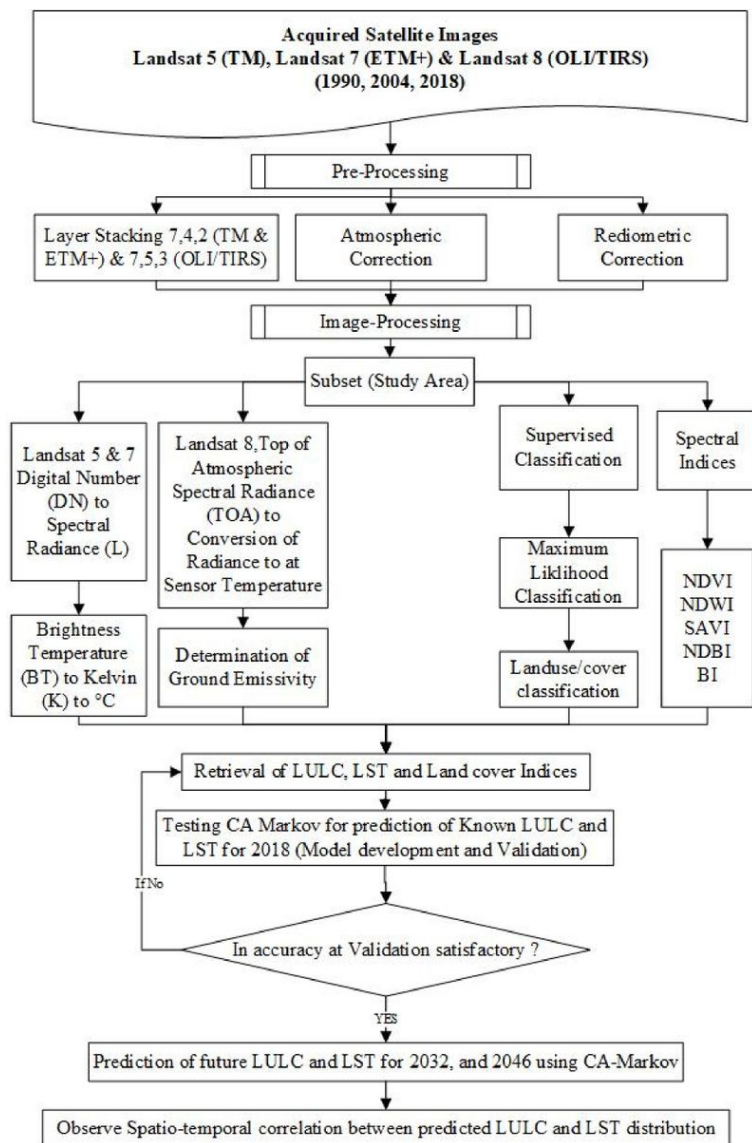 Acquired Satellite Images
Landsat 5 (TM), Landsat 7 (ETM+) & Landsat 8 (OLI/TIRS)
(1990, 2004, 2018)
Pre-Processing
Layer Stacking 7,4,2 (TM &
ETM+) & 7,5,3 (OLI/TIRS)
Atmospheric
Correction
Rediometric
Correction
Image-Processing
Subset (Study Area)
Landsat 5 & 7
Digital Number
(DN) to
Spectral
Radiance (L)
Landsat 8,Top of
Atmospheric
Spectral Radiance
(TOA) to
Conversion of
Radiance to at
Sensor Temperature
Supervised
Classification
Spectral
Indices
Brightness
Temperature
(BT) to Kelvin
(K) to °C
Determination of
Ground Emissivity
Maximum
Liklihood
Classification
Landuse/cover
classification
NDVI
NDWI
SAVI
NDBI
BI
Retrieval of LULC, LST and Land cover Indices
Testing CA Markov for prediction of Known LULC and
LST for 2018 (Model development and Validation)
If No
In accuracy at Validation satisfactory ?
YES
Prediction of future LULC and LST for 2032, and 2046 using CA-Markov
Observe Spatio-temporal correlation between predicted LULC and LST distribution